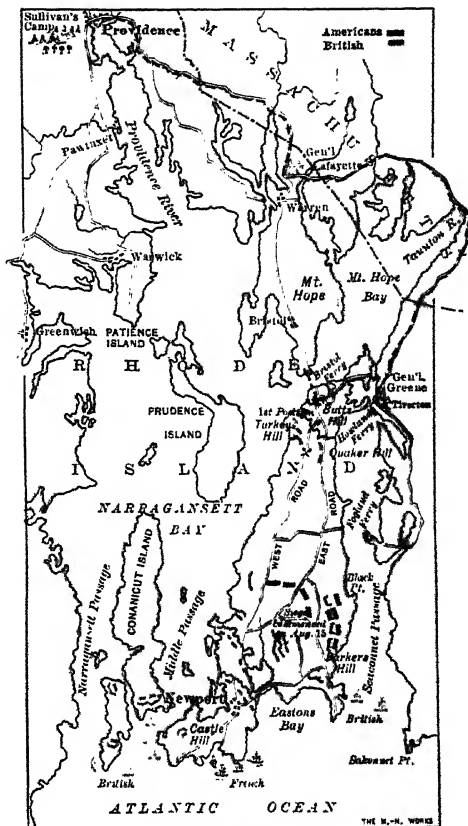 Sullivan's
Camp
Providence
Americans
British
MASSACHU.
Pawtuxet
Providence River
Gen'l
Lafayette
Warren
Taunton R.
Warwick
Mt.
Hope
Mt. Hope
Bay
Greenwich
PATIENCE
ISLAND
Bristol
RHODE
Bristol Ferry
Gen'l.
Greene
Tiverton
PRUDENCE
ISLAND
1st Post
Turkey
Hill
Butts
Hill
Howland's
Ferry
Quaker Hill
ISLAND
NARRAGANSETT
BAY
WEST ROAD
EAST ROAD
Fogland Ferry
CONANICUT ISLAND
Narragansett Passage
Middle Passage
Black
Pt.
Seaconnet Passage
Aug. 15
Barkers
Hill
Newport
Castle
Hill
Eastons
Bay
British
Sakonnet Pt.
British
French
ATLANTIC OCEAN
THE M.-N. WORKS